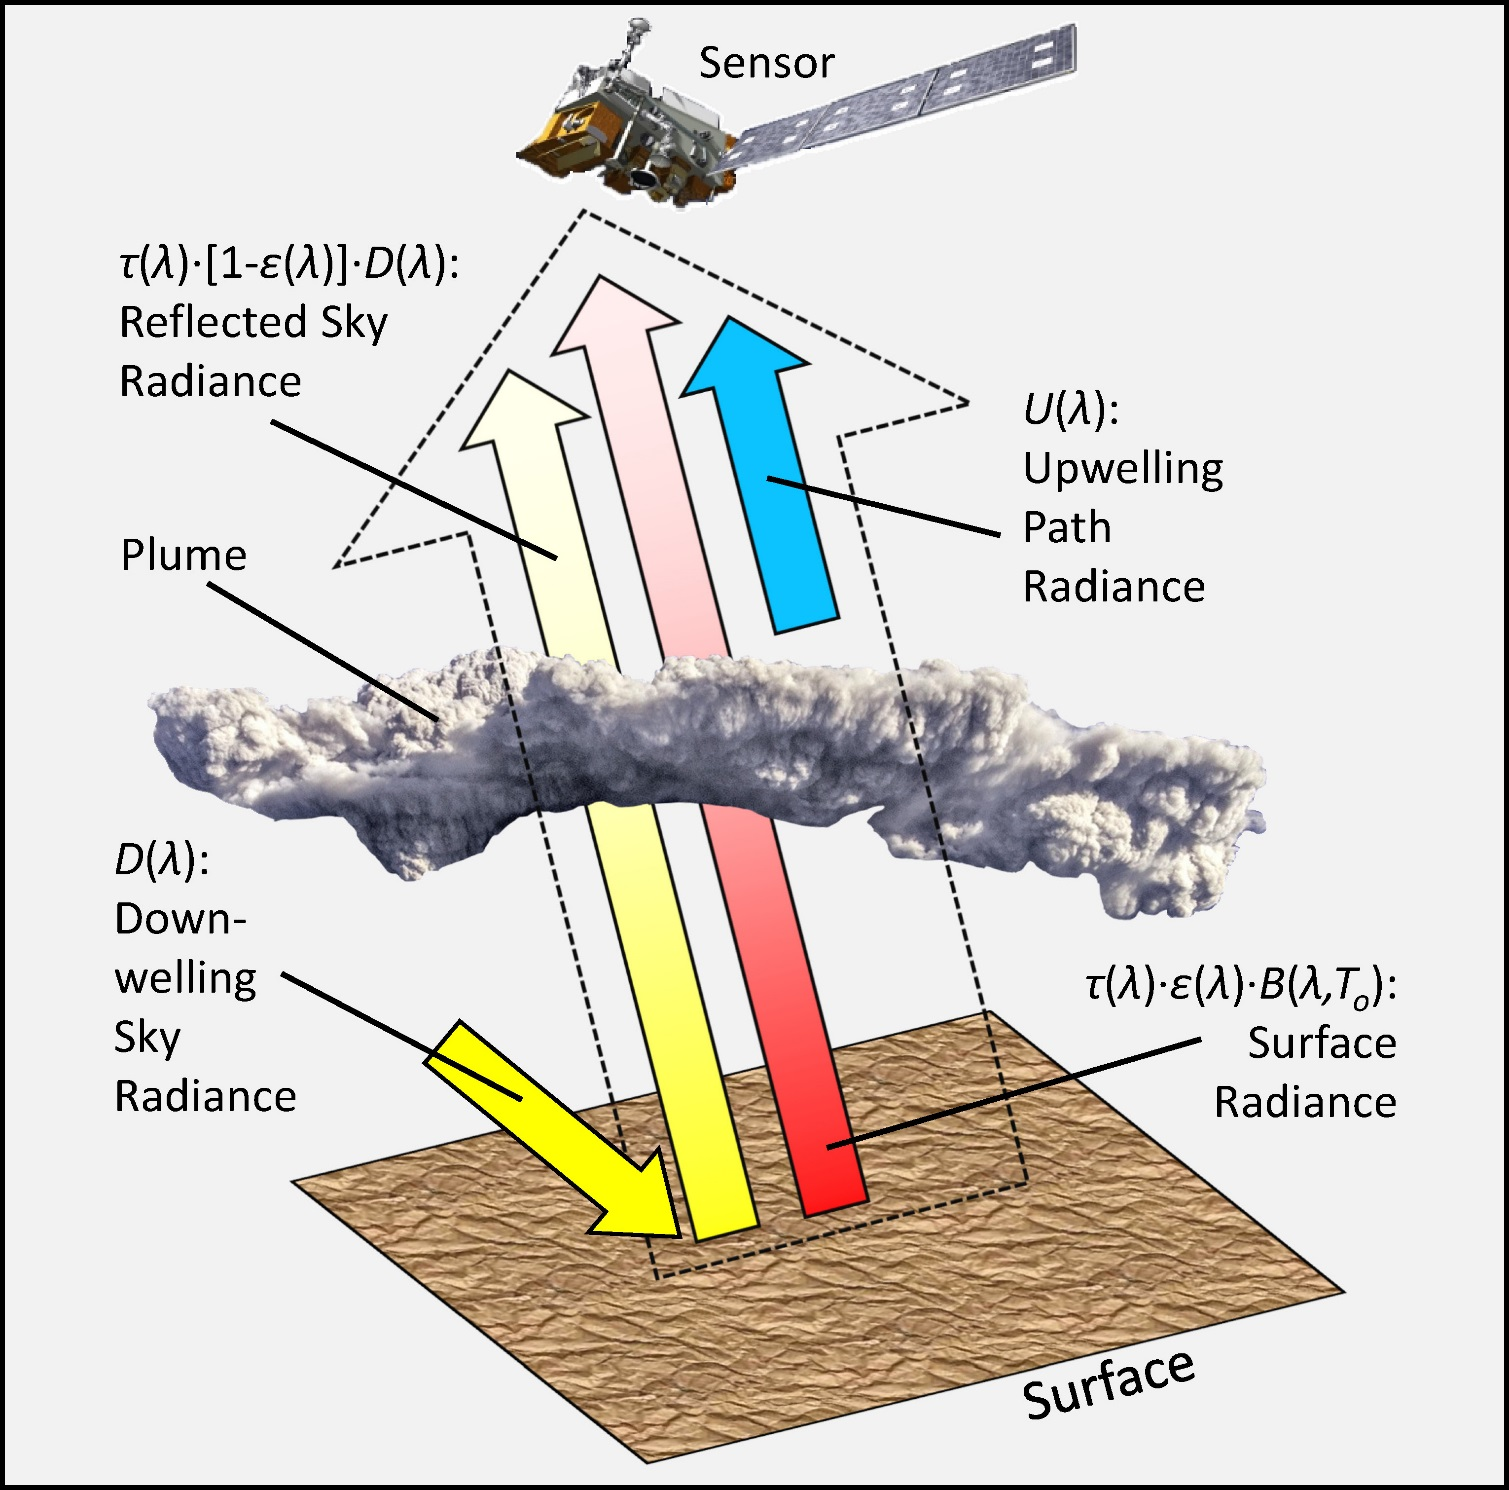 Sensor
τ(λ)·[1-ε(λ)]·D(λ):
Reflected Sky
Radiance
U(λ):
Upwelling
Path
Radiance
Plume
D(λ):
Down-
welling
Sky
Radiance
τ(λ)·ε(λ)·B(λ,Tₒ):
Surface
Radiance
Surface